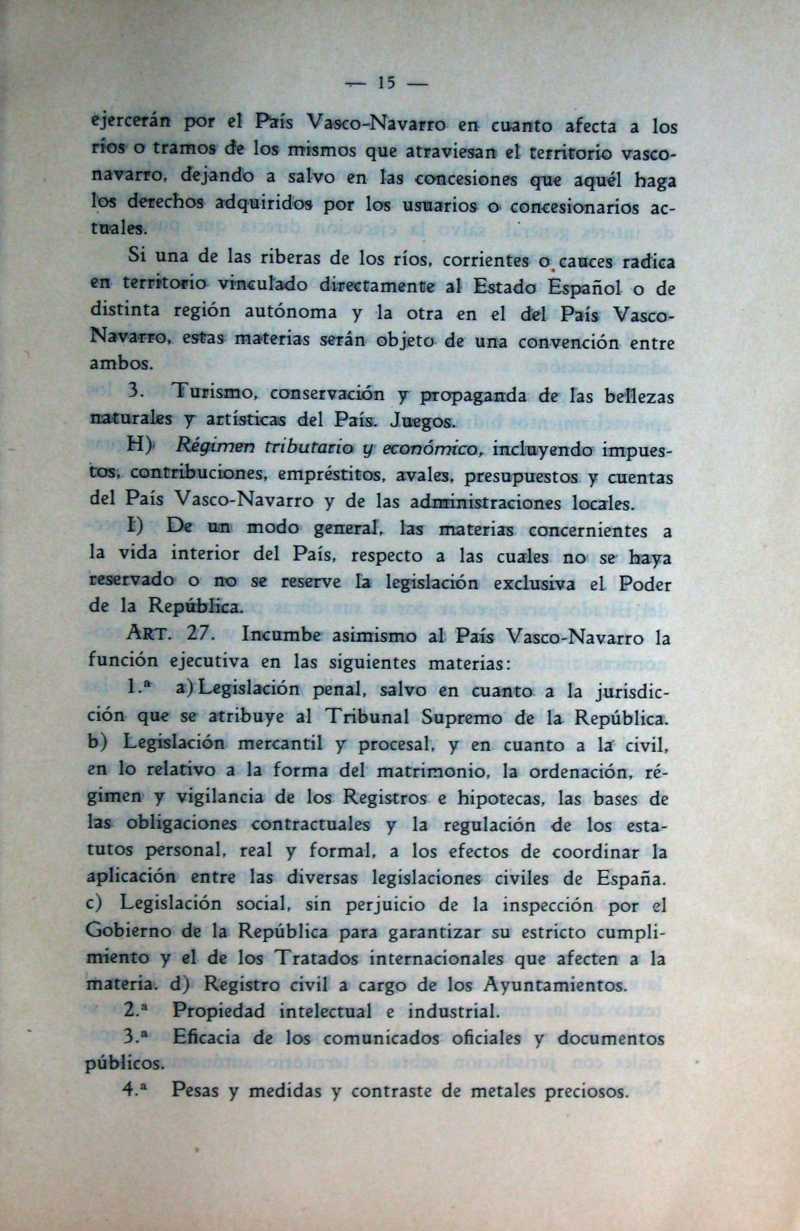 — 15 —
ejercerán por el País Vasco-Navarro en cuanto afecta a los
ríos o tramos de los mismos que atraviesan el territorio vasco-
navarro, dejando a salvo en las concesiones que aquél haga
los derechos adquiridos por los usuarios o concesionarios ac-
tuales.
Si una de las riberas de los ríos, corrientes o cauces radica
en territorio vinculado directamente al Estado Español o de
distinta región autónoma y la otra en el del País Vasco-
Navarro, estas materias serán objeto de una convención entre
ambos.
3. Turismo, conservación y propaganda de las bellezas
naturales y artísticas del País. Juegos.
H) Régimen tributario y económico, incluyendo impues-
tos, contribuciones, empréstitos, avales, presupuestos y cuentas
del País Vasco-Navarro y de las administraciones locales.
I) De un modo general, las materias concernientes a
la vida interior del País, respecto a las cuales no se haya
reservado o no se reserve la legislación exclusiva el Poder
de la República.
ART. 27. Incumbe asimismo al País Vasco-Navarro la
función ejecutiva en las siguientes materias:
1.ª a) Legislación penal, salvo en cuanto a la jurisdic-
ción que se atribuye al Tribunal Supremo de la República.
b) Legislación mercantil y procesal, y en cuanto a la civil,
en lo relativo a la forma del matrimonio, la ordenación, ré-
gimen y vigilancia de los Registros e hipotecas, las bases de
las obligaciones contractuales y la regulación de los esta-
tutos personal, real y formal, a los efectos de coordinar la
aplicación entre las diversas legislaciones civiles de España.
c) Legislación social, sin perjuicio de la inspección por el
Gobierno de la República para garantizar su estricto cumpli-
miento y el de los Tratados internacionales que afecten a la
materia. d) Registro civil a cargo de los Ayuntamientos.
2.ª Propiedad intelectual e industrial.
3.ª Eficacia de los comunicados oficiales y documentos
públicos.
4.ª Pesas y medidas y contraste de metales preciosos.